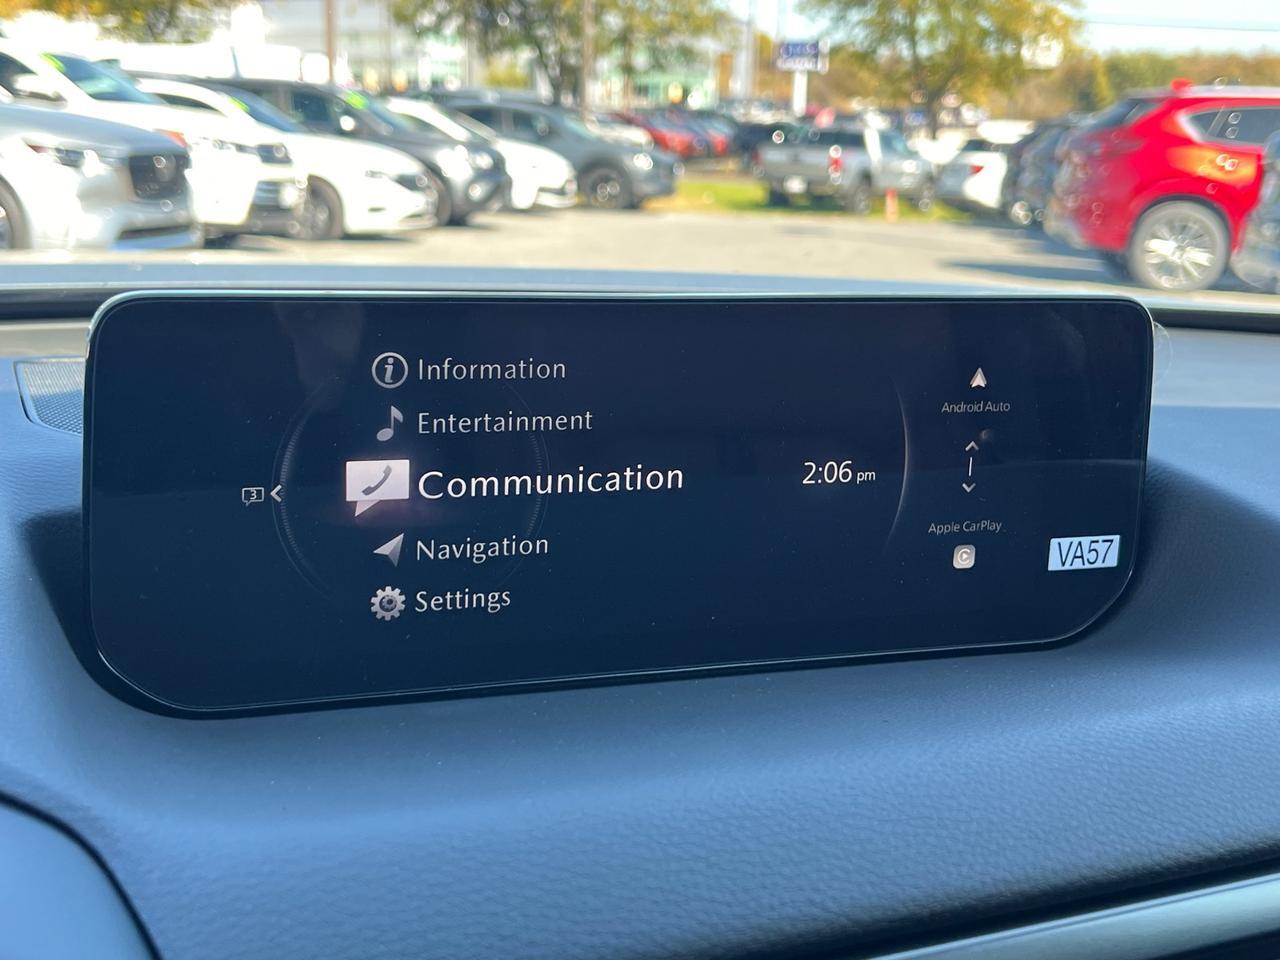 Information
Entertainment
Communication
Navigation
Settings
3
2:06 pm
Android Auto
Apple CarPlay
VA57